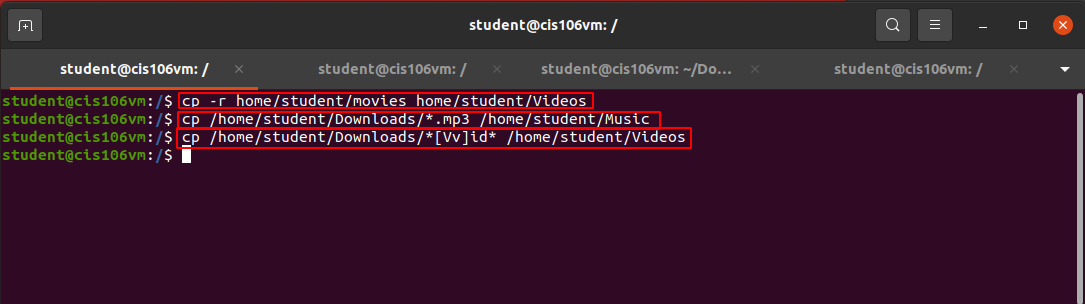 student@cis106vm: /
student@cis106vm: / × student@cis106vm: / × student@cis106vm: ~/Do... × student@cis106vm: / ×
student@cis106vm:/$ cp -r home/student/movies home/student/Videos
student@cis106vm:/$ cp /home/student/Downloads/*.mp3 /home/student/Music
student@cis106vm:/$ cp /home/student/Downloads/*[Vv]id* /home/student/Videos
student@cis106vm:/$